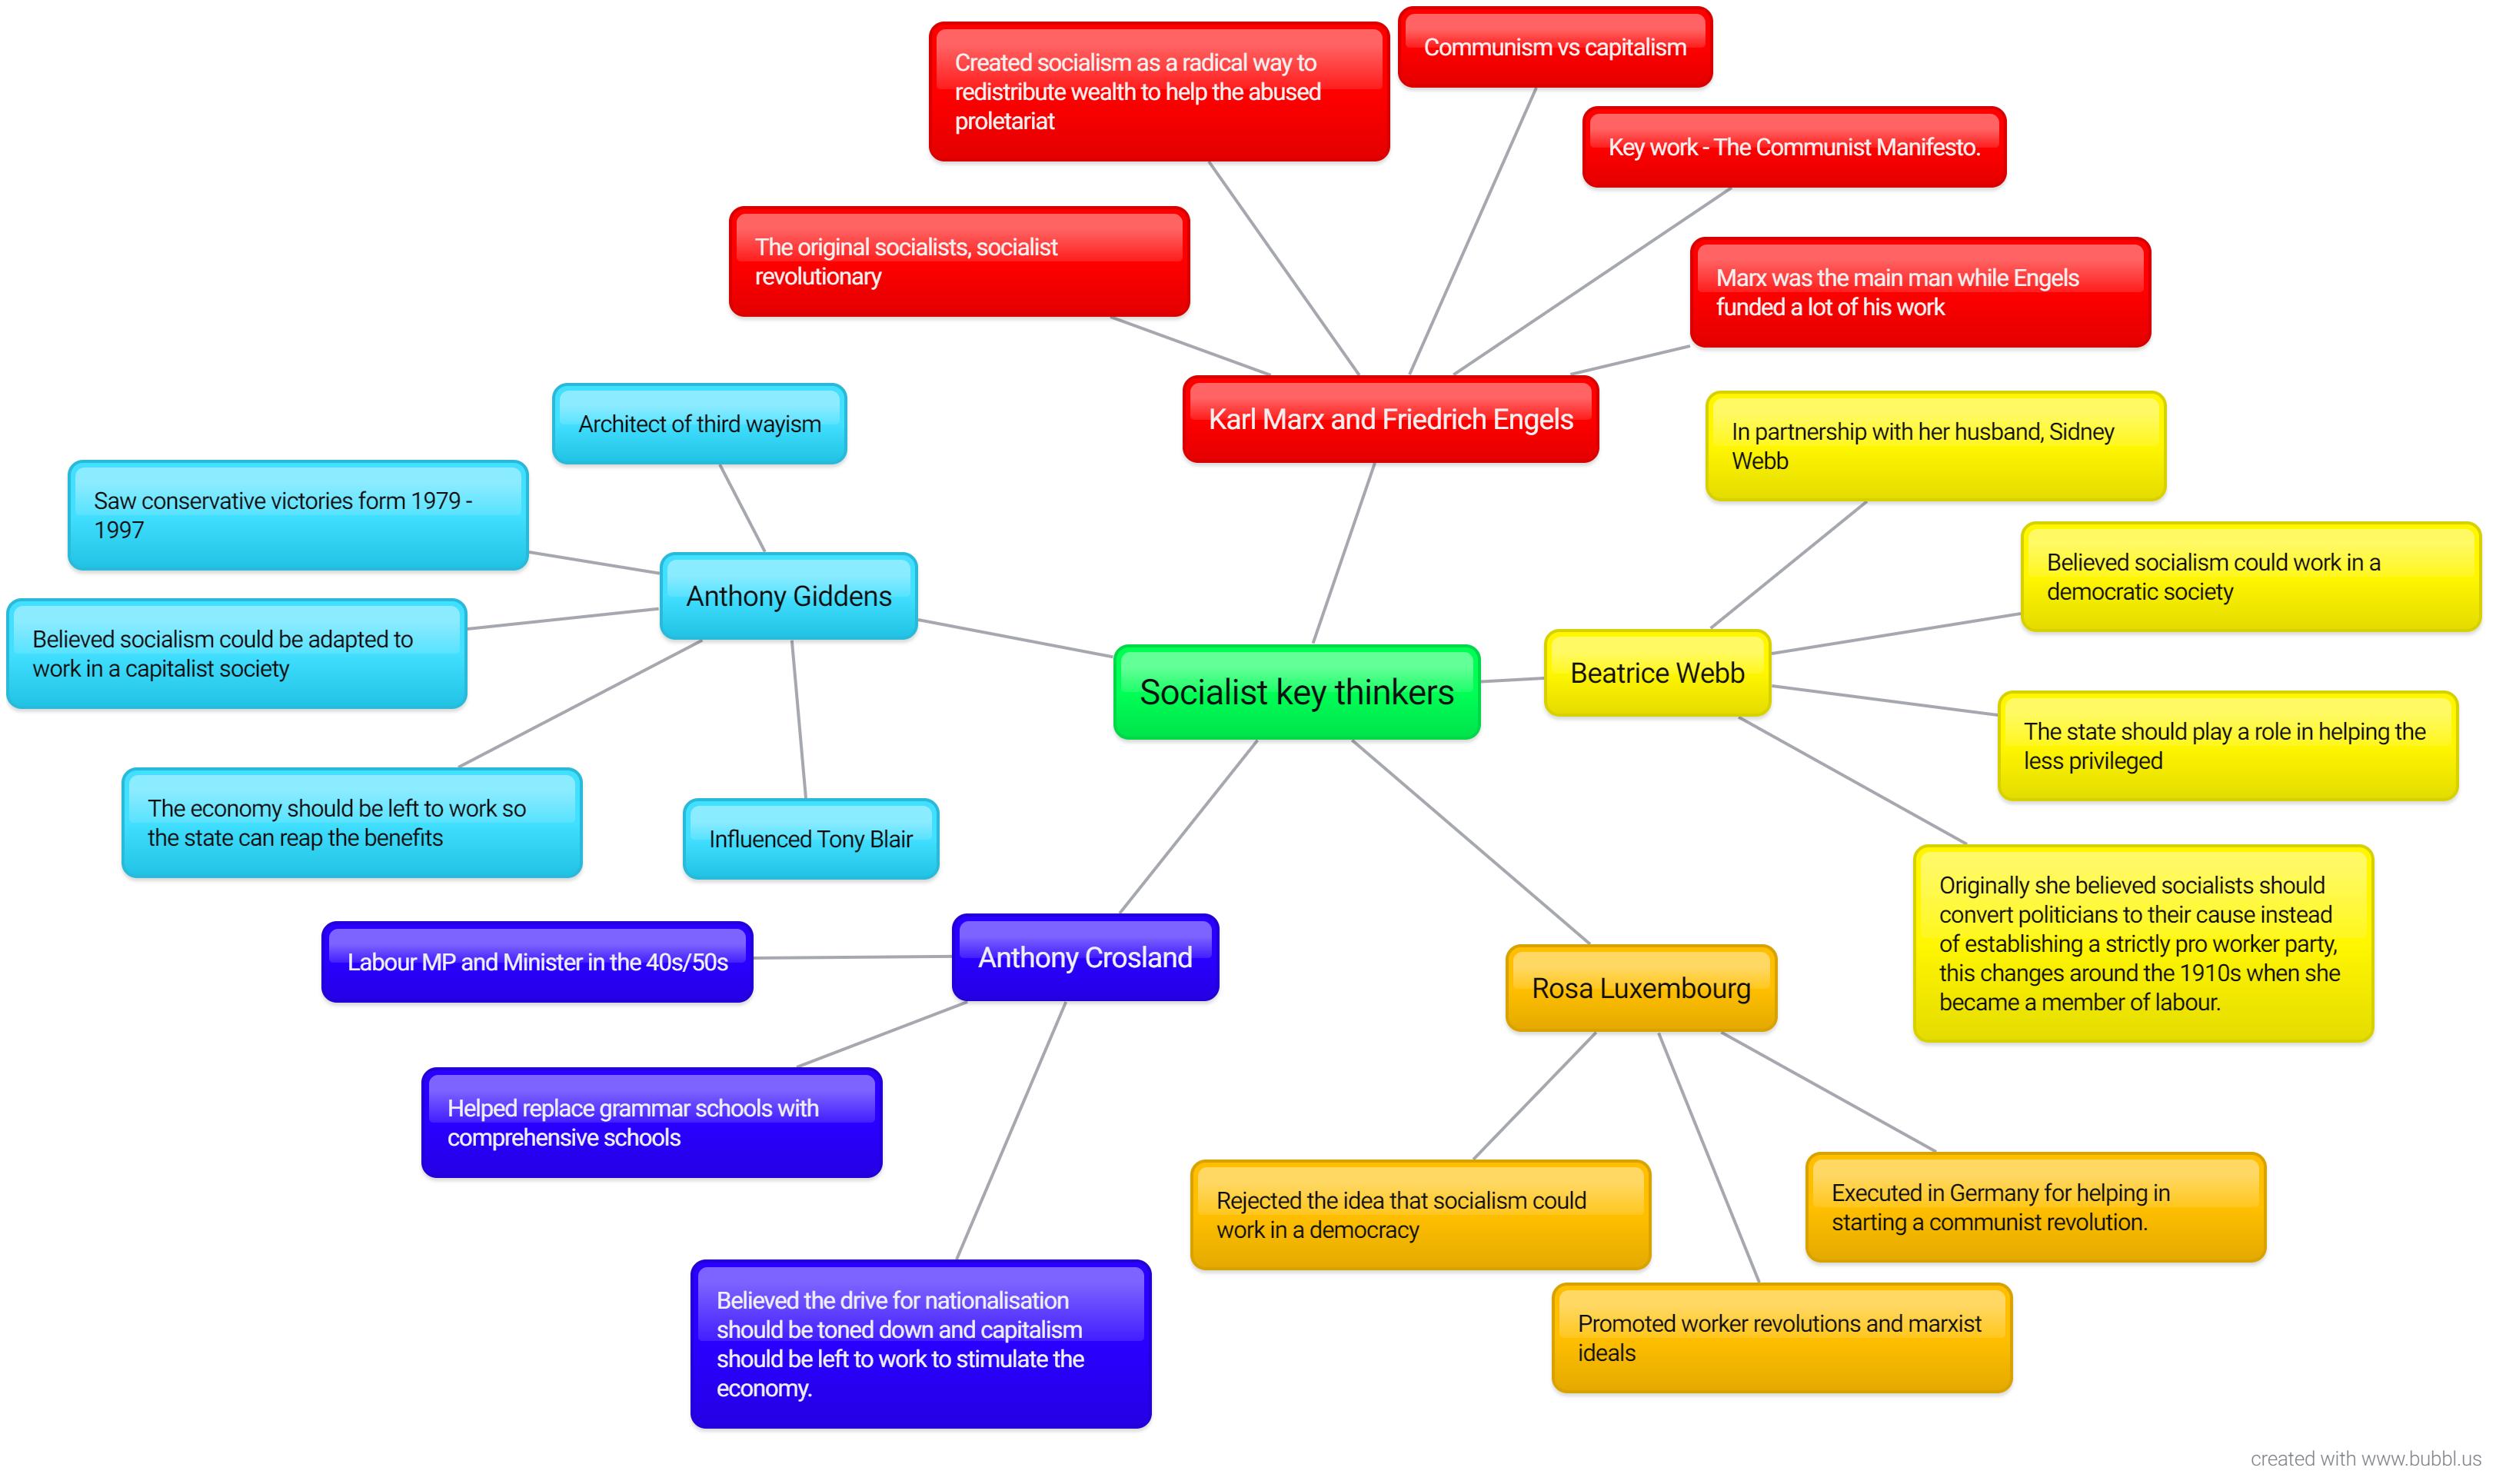 Created socialism as a radical way to
redistribute wealth to help the abused
proletariat
Communism vs capitalism
Key work - The Communist Manifesto.
The original socialists, socialist
revolutionary
Marx was the main man while Engels
funded a lot of his work
Karl Marx and Friedrich Engels
Architect of third wayism
Saw conservative victories form 1979 -
1997
Anthony Giddens
Believed socialism could be adapted to
work in a capitalist society
The economy should be left to work so
the state can reap the benefits
Influenced Tony Blair
Socialist key thinkers
In partnership with her husband, Sidney
Webb
Believed socialism could work in a
democratic society
Beatrice Webb
The state should play a role in helping the
less privileged
Originally she believed socialists should
convert politicians to their cause instead
of establishing a strictly pro worker party,
this changes around the 1910s when she
became a member of labour.
Labour MP and Minister in the 40s/50s
Anthony Crosland
Helped replace grammar schools with
comprehensive schools
Believed the drive for nationalisation
should be toned down and capitalism
should be left to work to stimulate the
economy.
Rosa Luxembourg
Rejected the idea that socialism could
work in a democracy
Executed in Germany for helping in
starting a communist revolution.
Promoted worker revolutions and marxist
ideals
created with www.bubbl.us